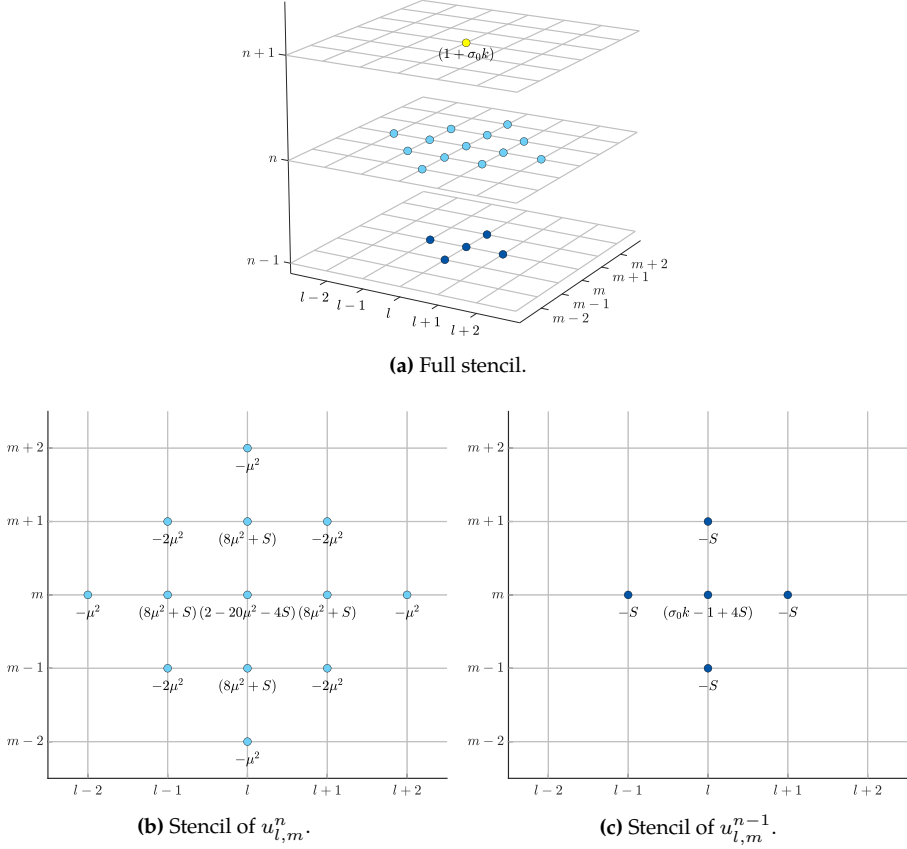 n + 1
(1 + σ₀k)
n
n − 1
m + 2
m + 1
m
m − 1
m − 2
l − 2
l − 1
l
l + 1
l + 2
(a) Full stencil.
m + 2
−μ²
m + 1
−2μ² (8μ² + S) −2μ²
m
−μ² (8μ² + S) (2 − 20μ² − 4S) (8μ² + S) −μ²
m − 1
−2μ² (8μ² + S) −2μ²
m − 2
−μ²
l − 2 l − 1 l l + 1 l + 2
(b) Stencil of uⁿ_{l,m}.
m + 2
m + 1
−S
m
−S (σ₀k − 1 + 4S) −S
m − 1
−S
m − 2
l − 2 l − 1 l l + 1 l + 2
(c) Stencil of uⁿ⁻¹_{l,m}.